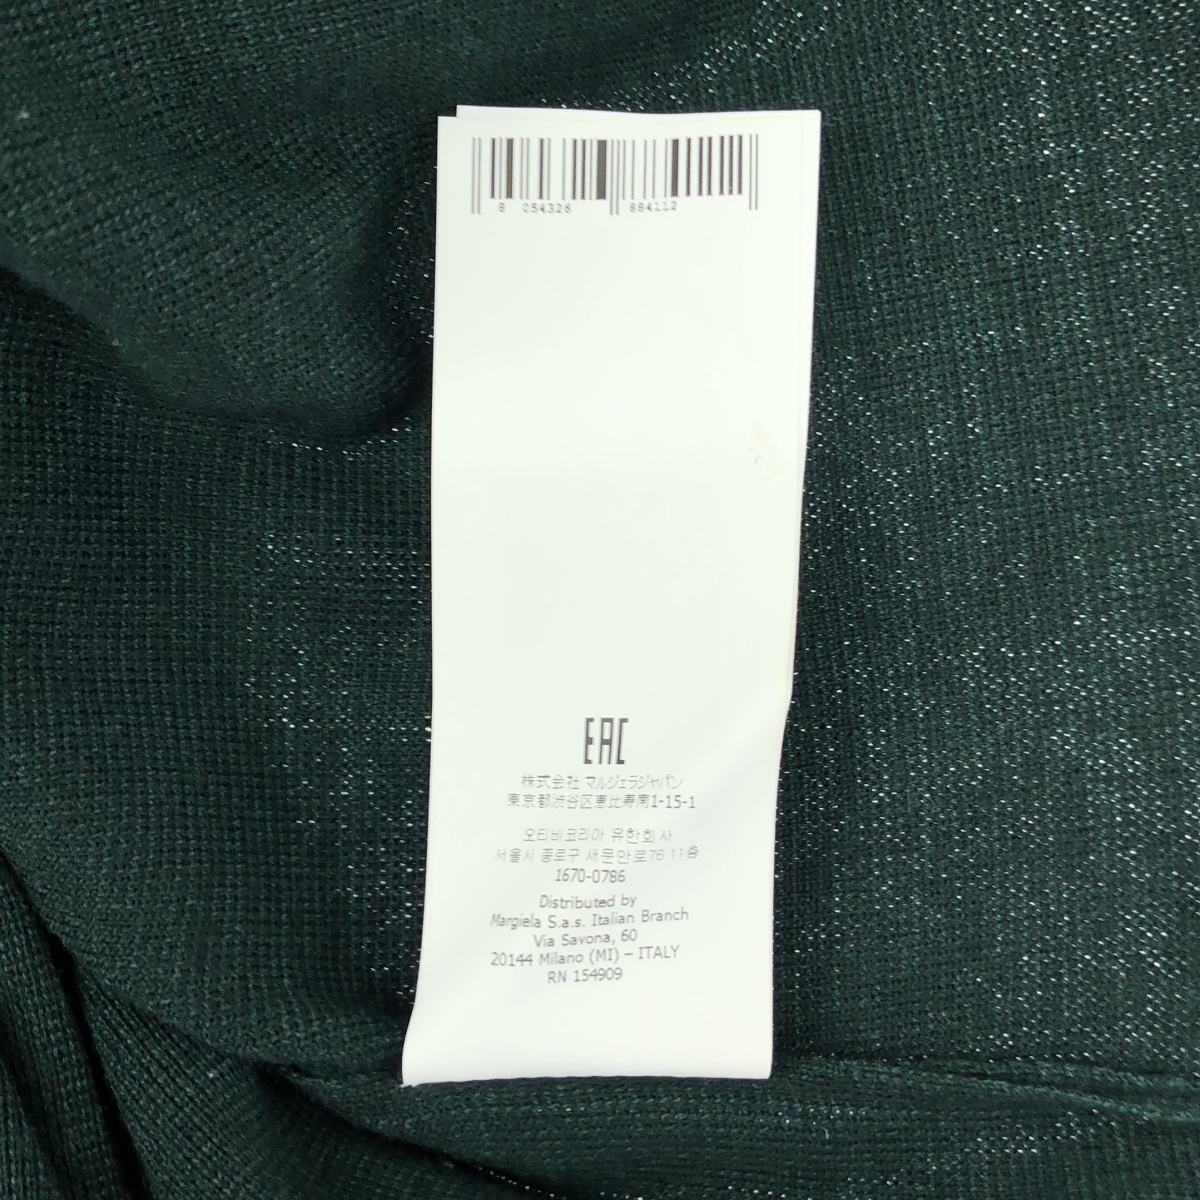 8 054326 884112
EAC
株式会社 マルジェラジャパン
東京都渋谷区恵比寿南1-15-1
오티비코리아 유한회사
서울시 종로구 새문안로76 11층
1670-0786
Distributed by
Margiela S.a.s. Italian Branch
Via Savona, 60
20144 Milano (MI) – ITALY
RN 154909